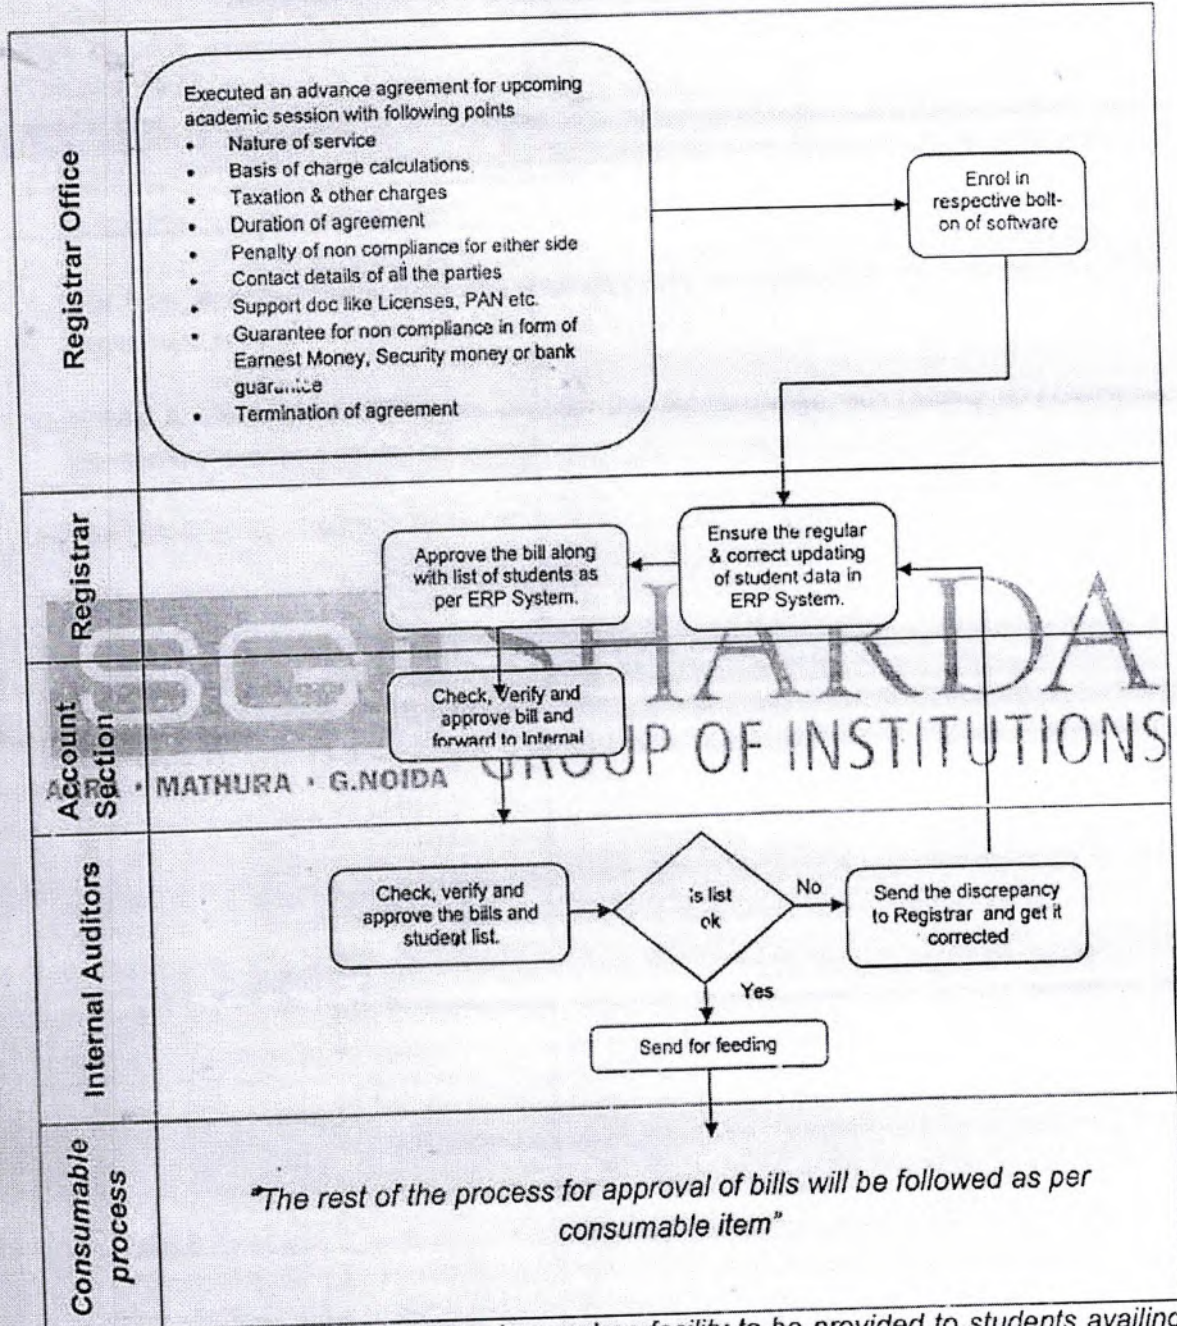 Registrar Office
Executed an advance agreement for upcoming
academic session with following points
• Nature of service
• Basis of charge calculations
• Taxation & other charges
• Duration of agreement
• Penalty of non compliance for either side
• Contact details of all the parties
• Support doc like Licenses, PAN etc.
• Guarantee for non compliance in form of
Earnest Money, Security money or bank
• Termination of agreement
Enrol in
respective bolt-
on of software
Registrar
Approve the bill along
with list of students as
per ERP System.
Ensure the regular
& correct updating
of student data in
ERP System.
SGI SHARDA
GROUP OF INSTITUTIONS
AGRA • MATHURA • G.NOIDA
Account
Section
Check, Verify and
approve bill and
forward to Internal
Internal Auditors
Check, verify and
approve the bills and
student list.
is list
ok
No
Send the discrepancy
to Registrar and get it
corrected
Yes
Send for feeding
Consumable
process
"The rest of the process for approval of bills will be followed as per
consumable item"
facility to be provided to students availing